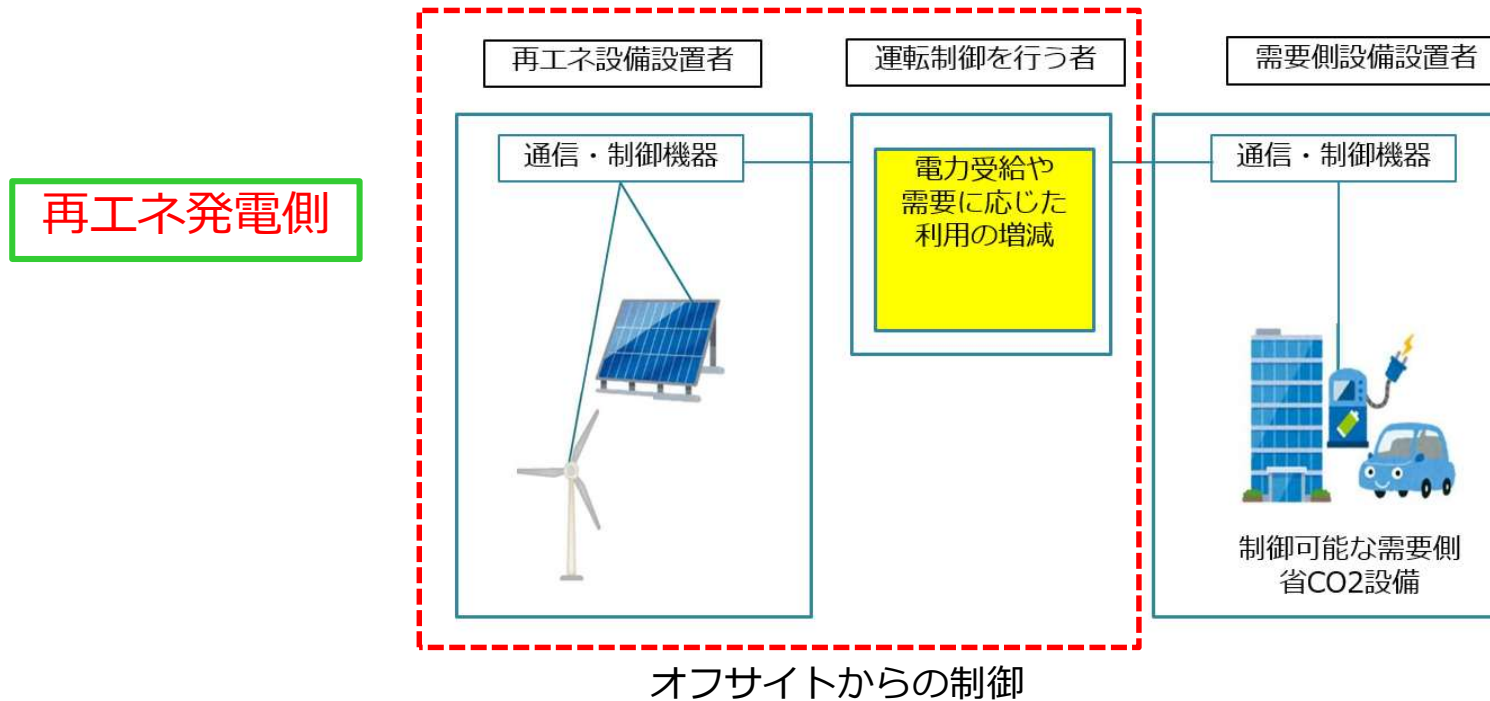 再エネ設備設置者
運転制御を行う者
需要側設備設置者
通信・制御機器
電力受給や
需要に応じた
利用の増減
通信・制御機器
再エネ発電側
制御可能な需要側
省CO2設備
オフサイトからの制御